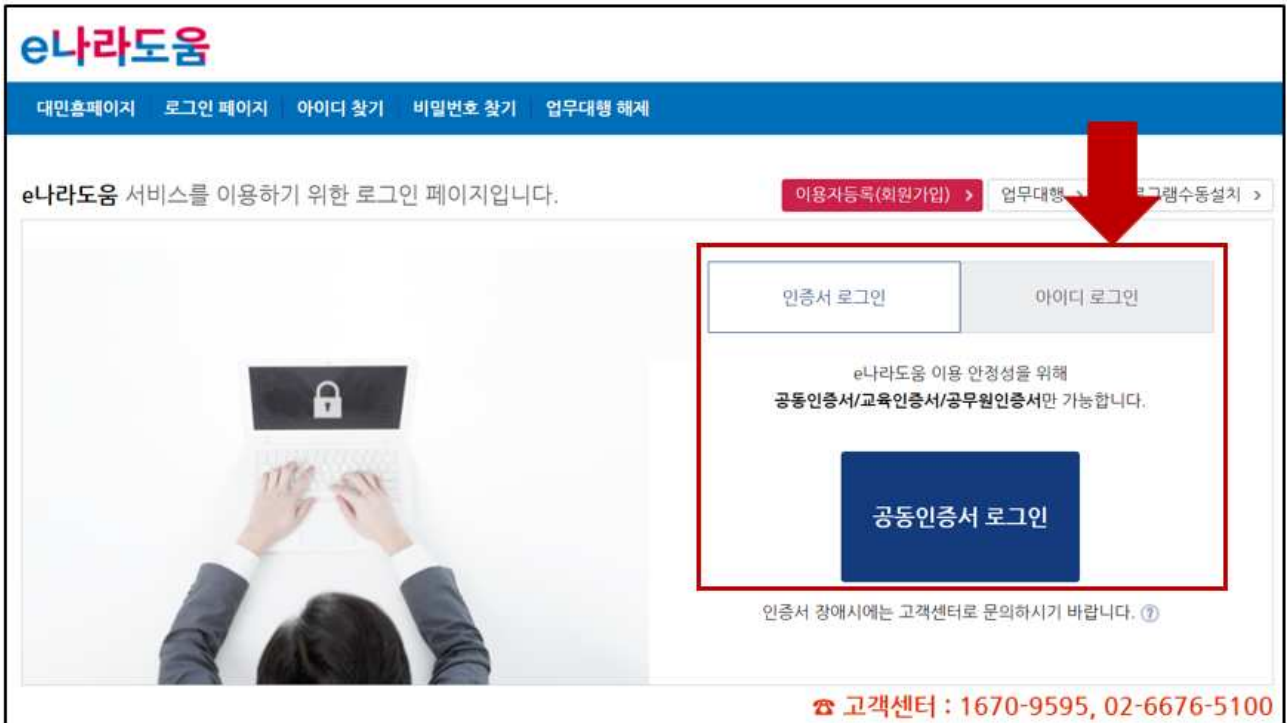 e나라도움
대민홈페이지 로그인 페이지 아이디 찾기 비밀번호 찾기 업무대행 해제
e나라도움 서비스를 이용하기 위한 로그인 페이지입니다.
이용자등록(회원가입) > 업무대행 > 그램수동설치 >
인증서 로그인 아이디 로그인
e나라도움 이용 안정성을 위해
공동인증서/교육인증서/공무원인증서만 가능합니다.
공동인증서 로그인
인증서 장애시에는 고객센터로 문의하시기 바랍니다. ?
☎ 고객센터 : 1670-9595, 02-6676-5100